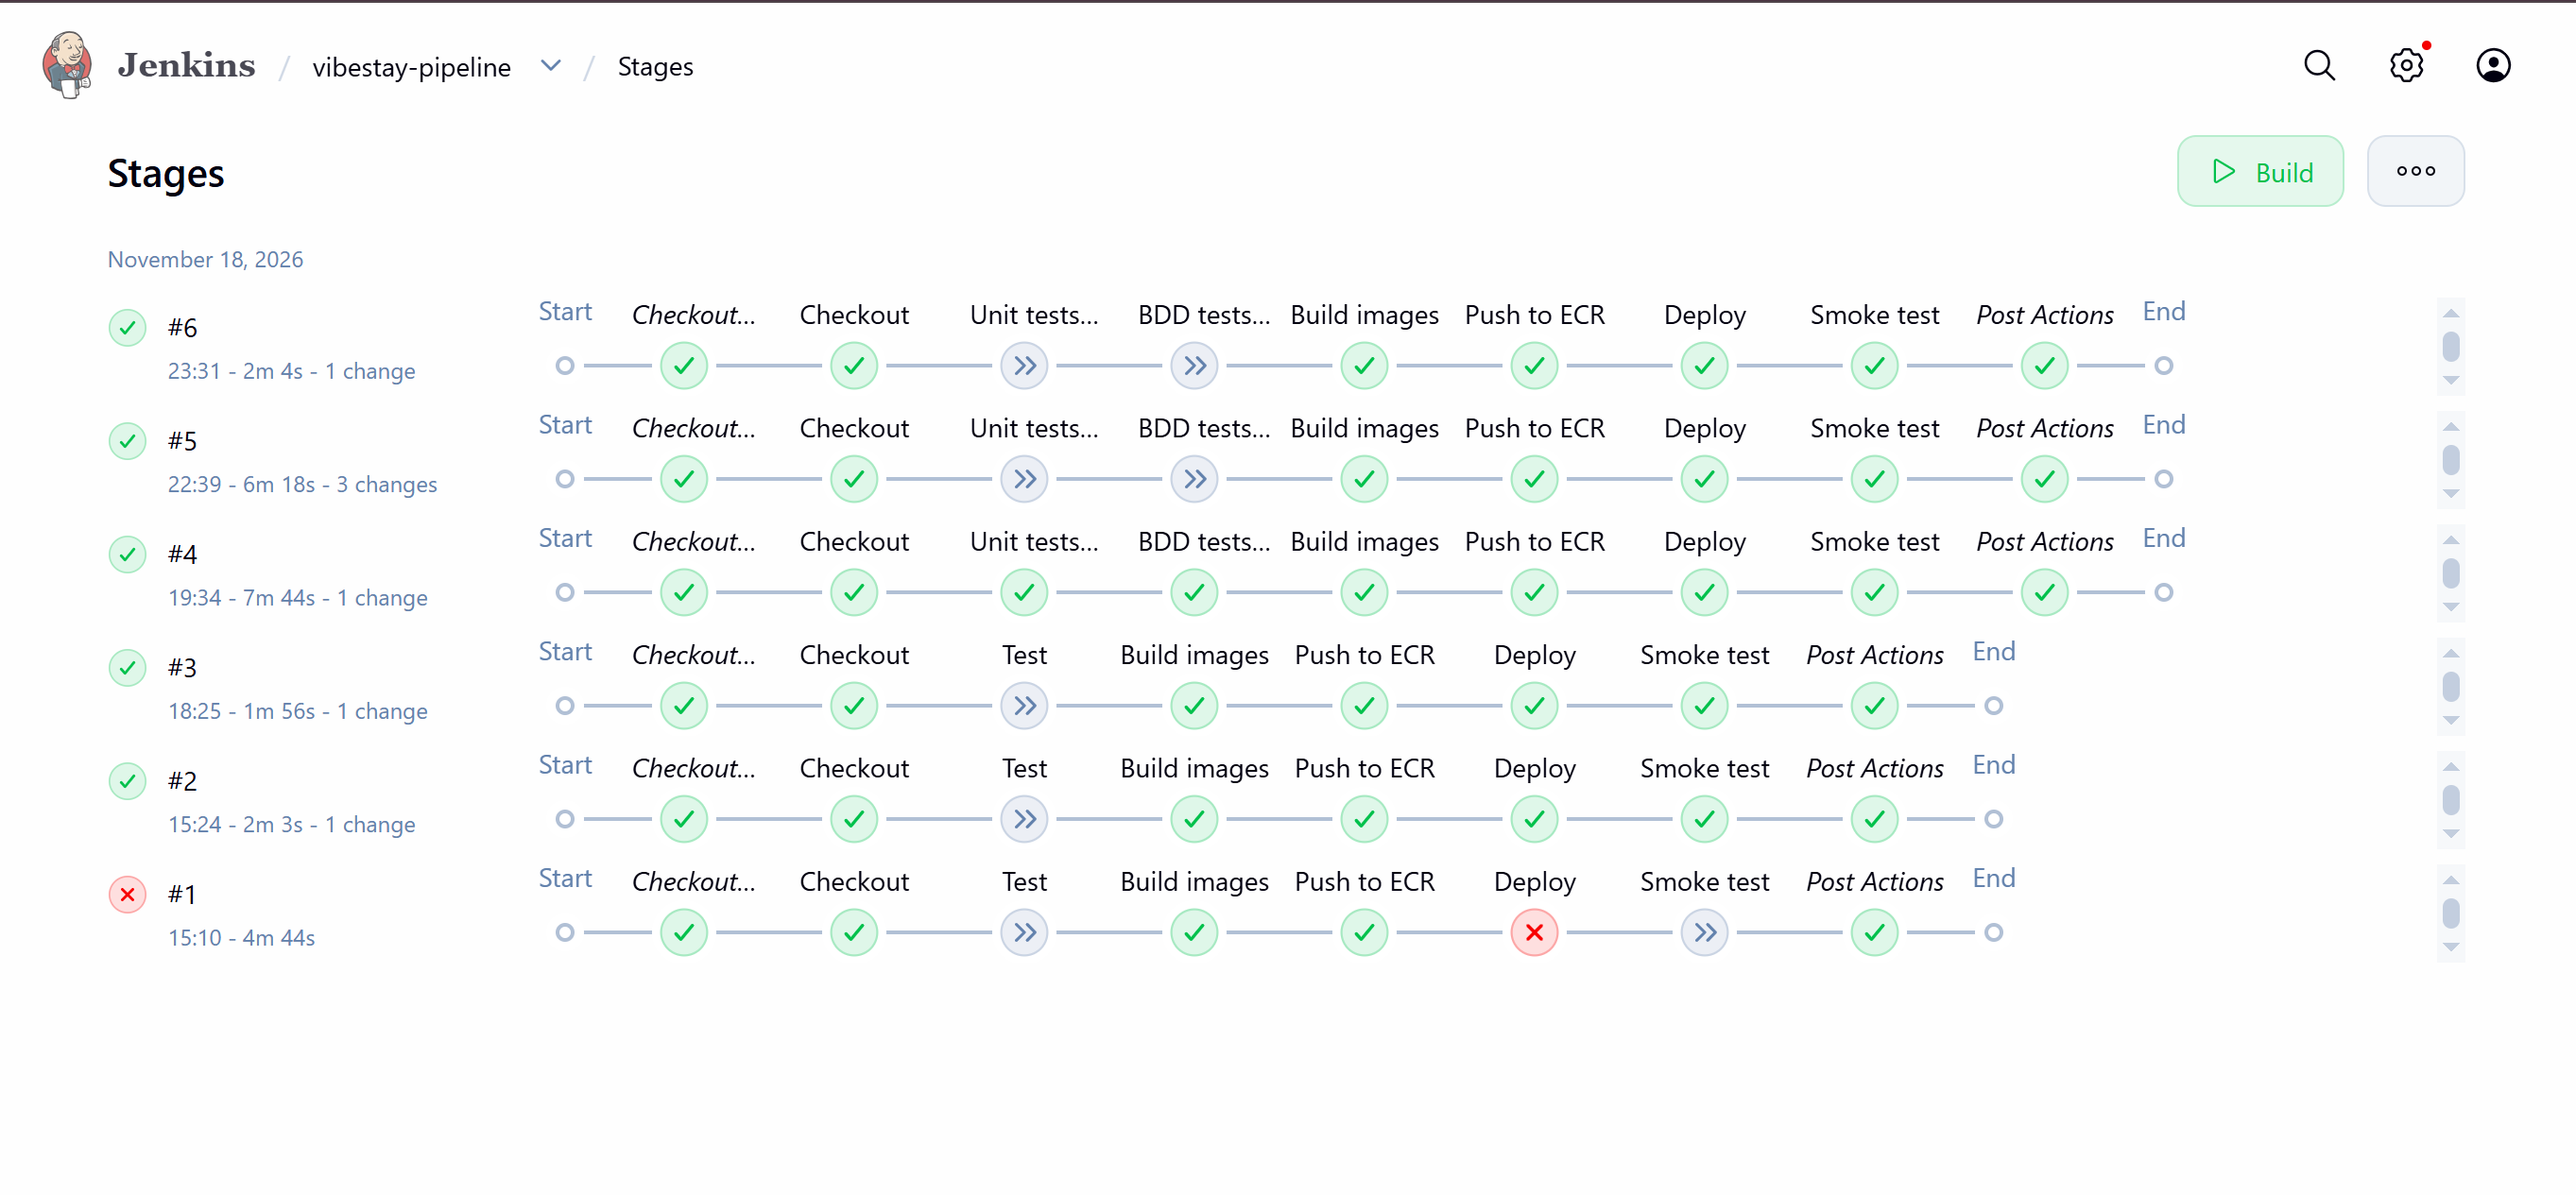 Jenkins / vibestay-pipeline / Stages
Stages
Build
November 18, 2026
Start Checkout... Checkout Unit tests... BDD tests... Build images Push to ECR Deploy Smoke test Post Actions End
#6
23:31 - 2m 4s - 1 change
Start Checkout... Checkout Unit tests... BDD tests... Build images Push to ECR Deploy Smoke test Post Actions End
#5
22:39 - 6m 18s - 3 changes
Start Checkout... Checkout Unit tests... BDD tests... Build images Push to ECR Deploy Smoke test Post Actions End
#4
19:34 - 7m 44s - 1 change
Start Checkout... Checkout Test Build images Push to ECR Deploy Smoke test Post Actions End
#3
18:25 - 1m 56s - 1 change
Start Checkout... Checkout Test Build images Push to ECR Deploy Smoke test Post Actions End
#2
15:24 - 2m 3s - 1 change
Start Checkout... Checkout Test Build images Push to ECR Deploy Smoke test Post Actions End
#1
15:10 - 4m 44s